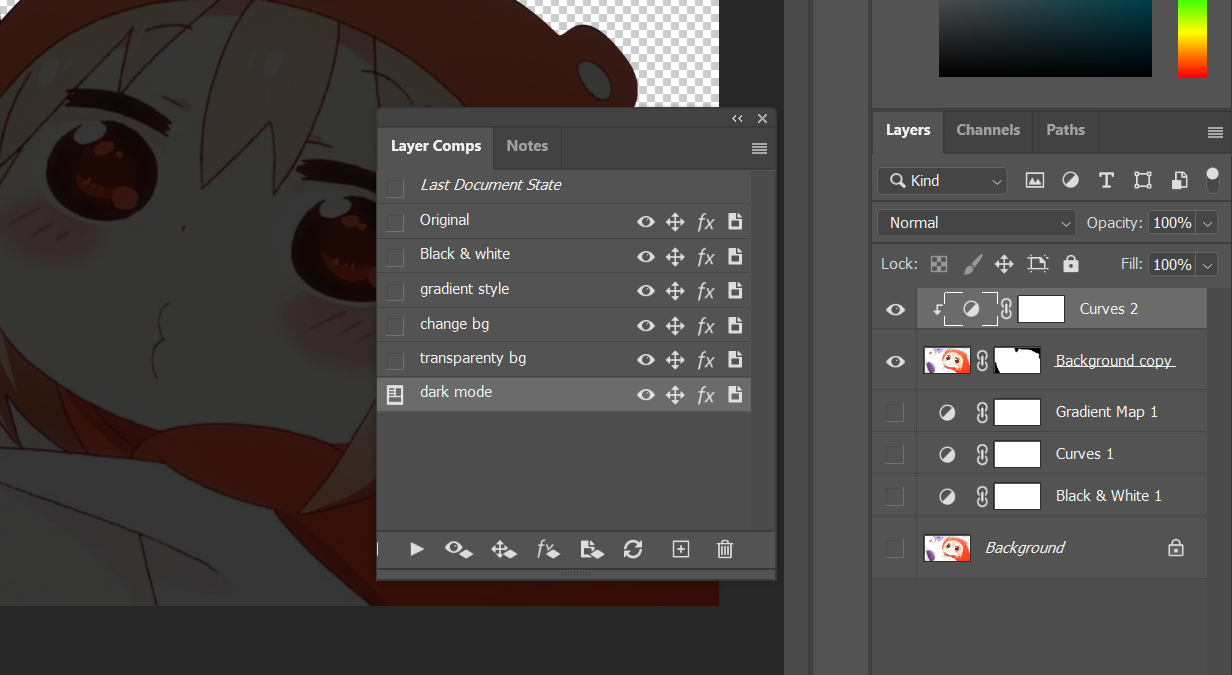 Layer Comps Notes
Last Document State
Original
Black & white
gradient style
change bg
transparenty bg
dark mode
Layers Channels Paths
Kind
Normal Opacity: 100%
Lock: Fill: 100%
Curves 2
Background copy
Gradient Map 1
Curves 1
Black & White 1
Background